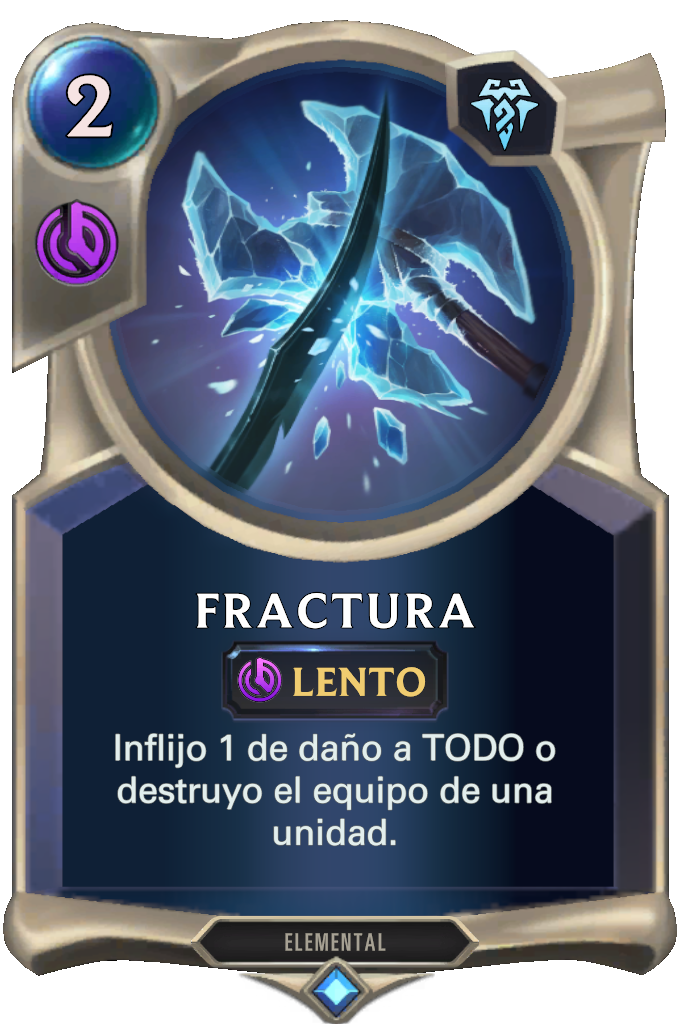 2
FRACTURA
LENTO
Inflijo 1 de daño a TODO o
destruyo el equipo de una
unidad.
ELEMENTAL